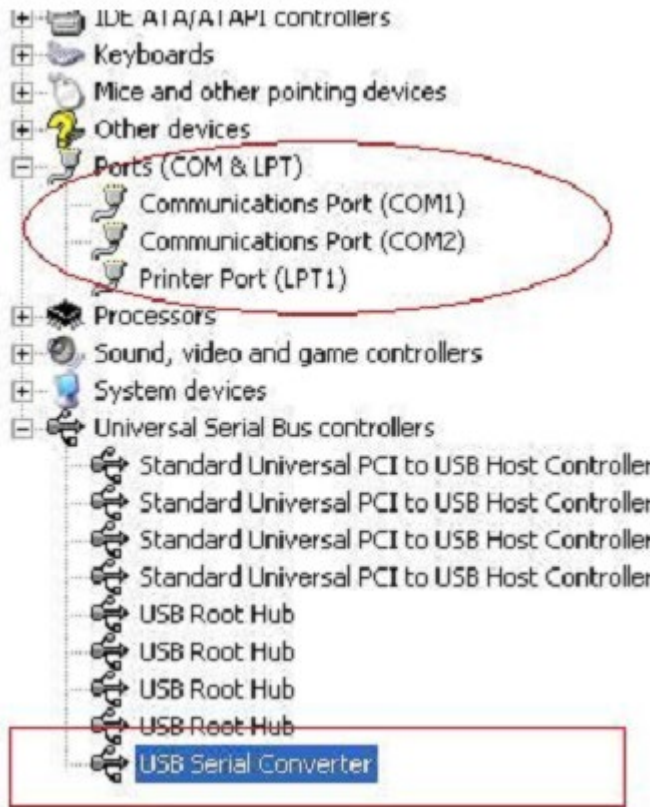 IDE ATA/ATAPI controllers
Keyboards
Mice and other pointing devices
Other devices
Ports (COM & LPT)
Communications Port (COM1)
Communications Port (COM2)
Printer Port (LPT1)
Processors
Sound, video and game controllers
System devices
Universal Serial Bus controllers
Standard Universal PCI to USB Host Controller
Standard Universal PCI to USB Host Controller
Standard Universal PCI to USB Host Controller
Standard Universal PCI to USB Host Controller
USB Root Hub
USB Root Hub
USB Root Hub
USB Root Hub
USB Serial Converter